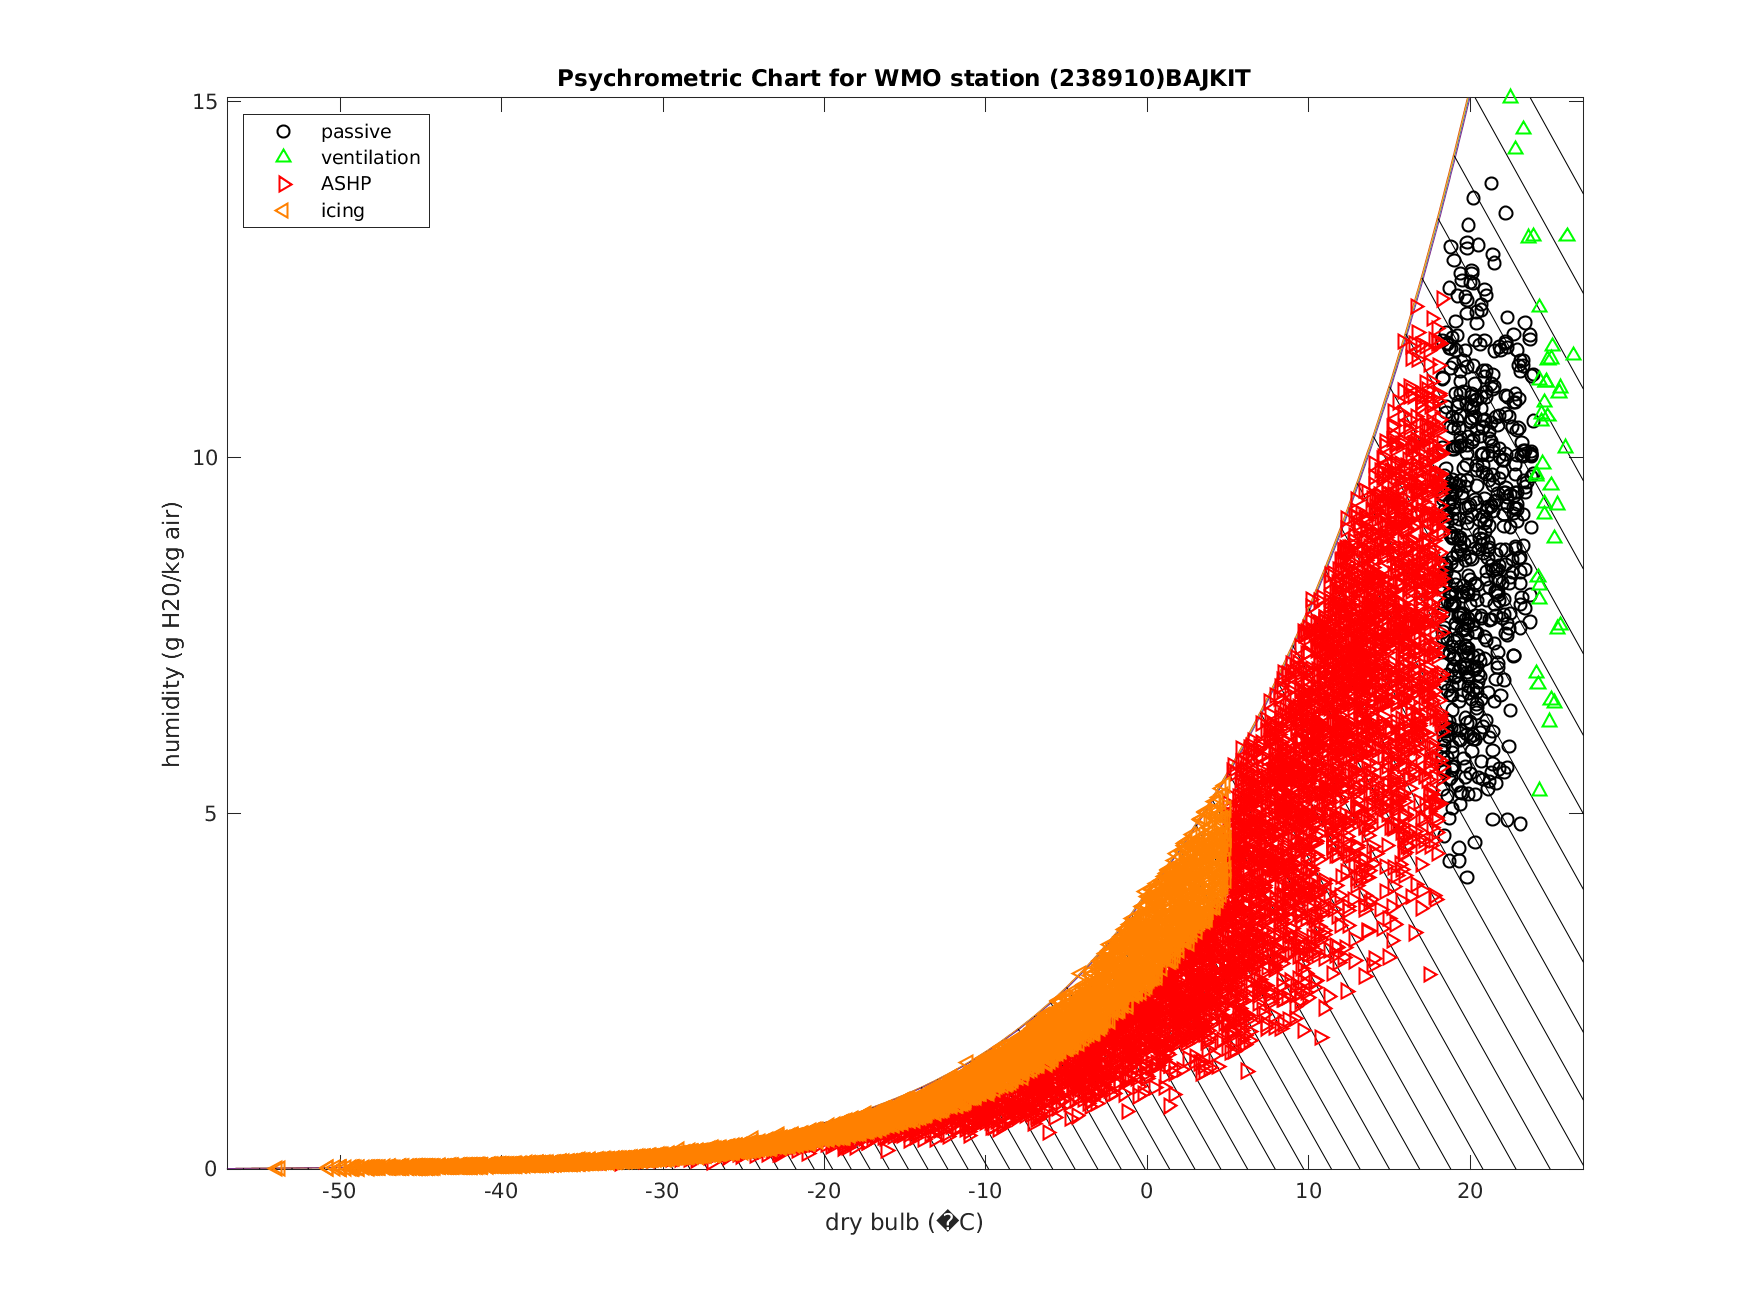 Psychrometric Chart for WMO station (238910)BAJKIT
passive
ventilation
ASHP
icing
15
10
5
0
humidity (g H20/kg air)
-50 -40 -30 -20 -10 0 10 20
dry bulb (�C)